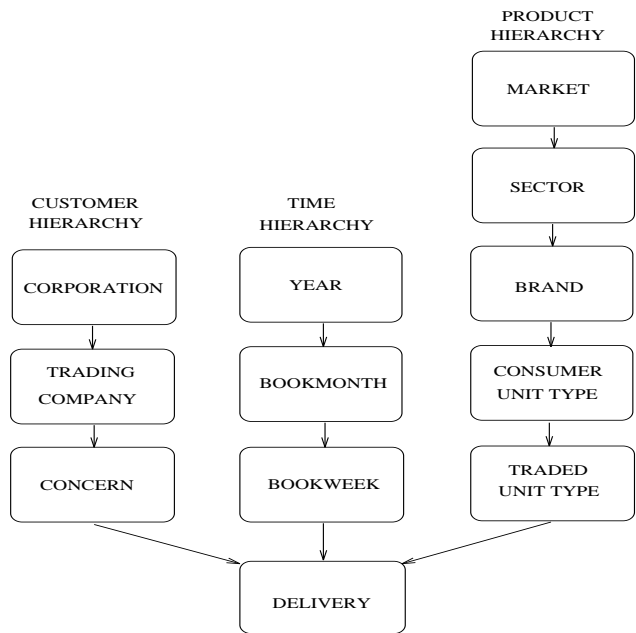 PRODUCT
HIERARCHY
MARKET
SECTOR
BRAND
CONSUMER
UNIT TYPE
TRADED
UNIT TYPE
CUSTOMER
HIERARCHY
CORPORATION
TRADING
COMPANY
CONCERN
TIME
HIERARCHY
YEAR
BOOKMONTH
BOOKWEEK
DELIVERY